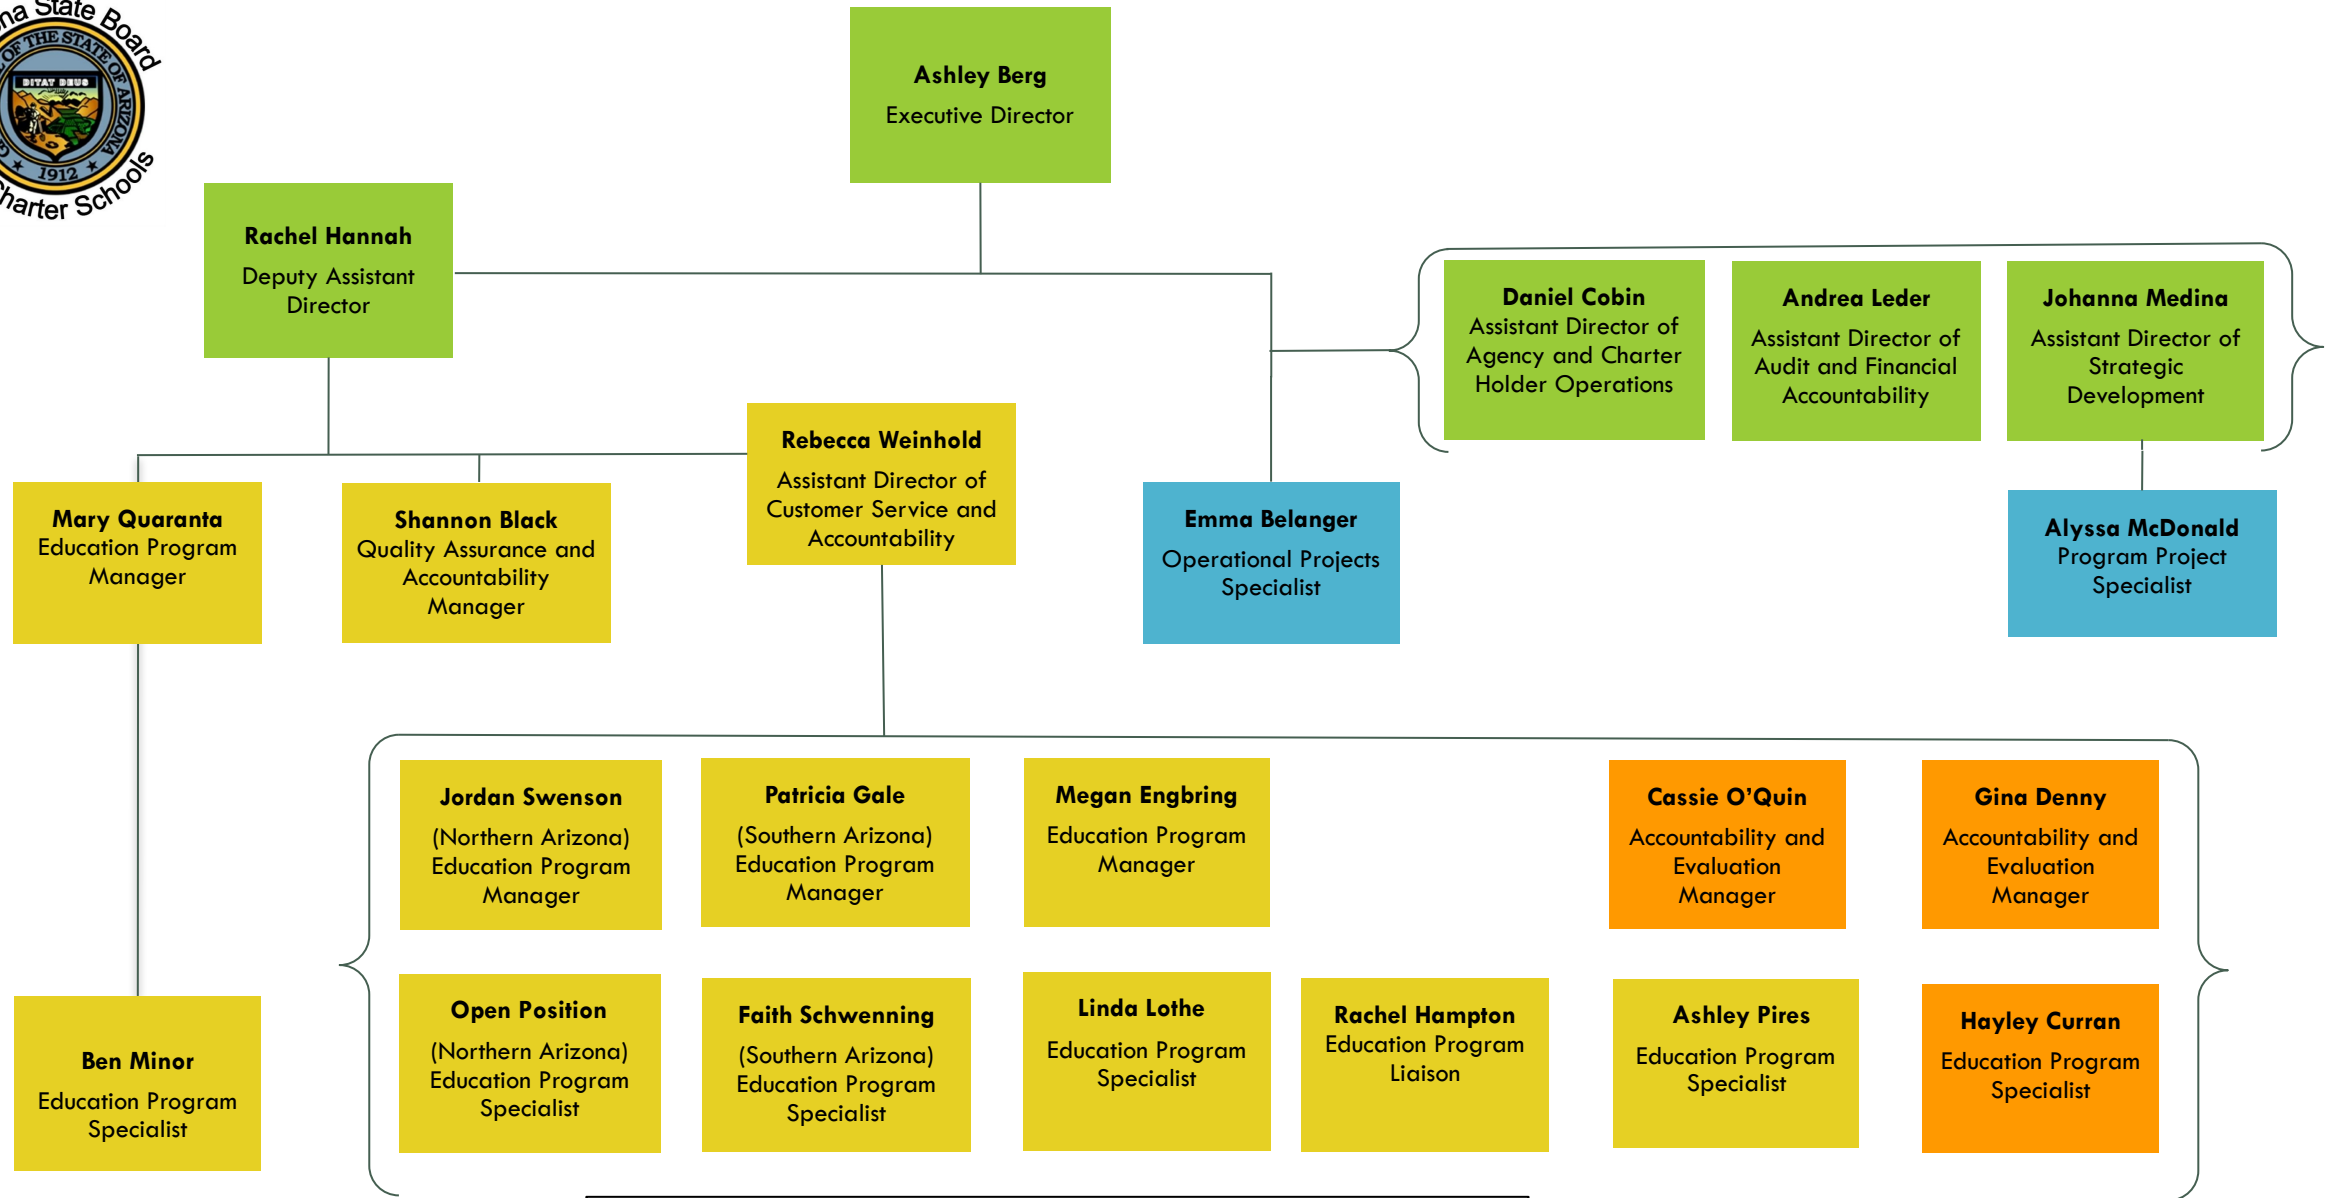 na State Board
OF THE STATE OF ARIZONA
DITAT DEUS
1912
harter Schools
Ashley Berg
Executive Director
Rachel Hannah
Deputy Assistant
Director
Daniel Cobin
Assistant Director of
Agency and Charter
Holder Operations
Andrea Leder
Assistant Director of
Audit and Financial
Accountability
Johanna Medina
Assistant Director of
Strategic
Development
Rebecca Weinhold
Assistant Director of
Customer Service and
Accountability
Mary Quaranta
Education Program
Manager
Shannon Black
Quality Assurance and
Accountability
Manager
Emma Belanger
Operational Projects
Specialist
Alyssa McDonald
Program Project
Specialist
Jordan Swenson
(Northern Arizona)
Education Program
Manager
Patricia Gale
(Southern Arizona)
Education Program
Manager
Megan Engbring
Education Program
Manager
Cassie O’Quin
Accountability and
Evaluation
Manager
Gina Denny
Accountability and
Evaluation
Manager
Ben Minor
Education Program
Specialist
Open Position
(Northern Arizona)
Education Program
Specialist
Faith Schwenning
(Southern Arizona)
Education Program
Specialist
Linda Lothe
Education Program
Specialist
Rachel Hampton
Education Program
Liaison
Ashley Pires
Education Program
Specialist
Hayley Curran
Education Program
Specialist